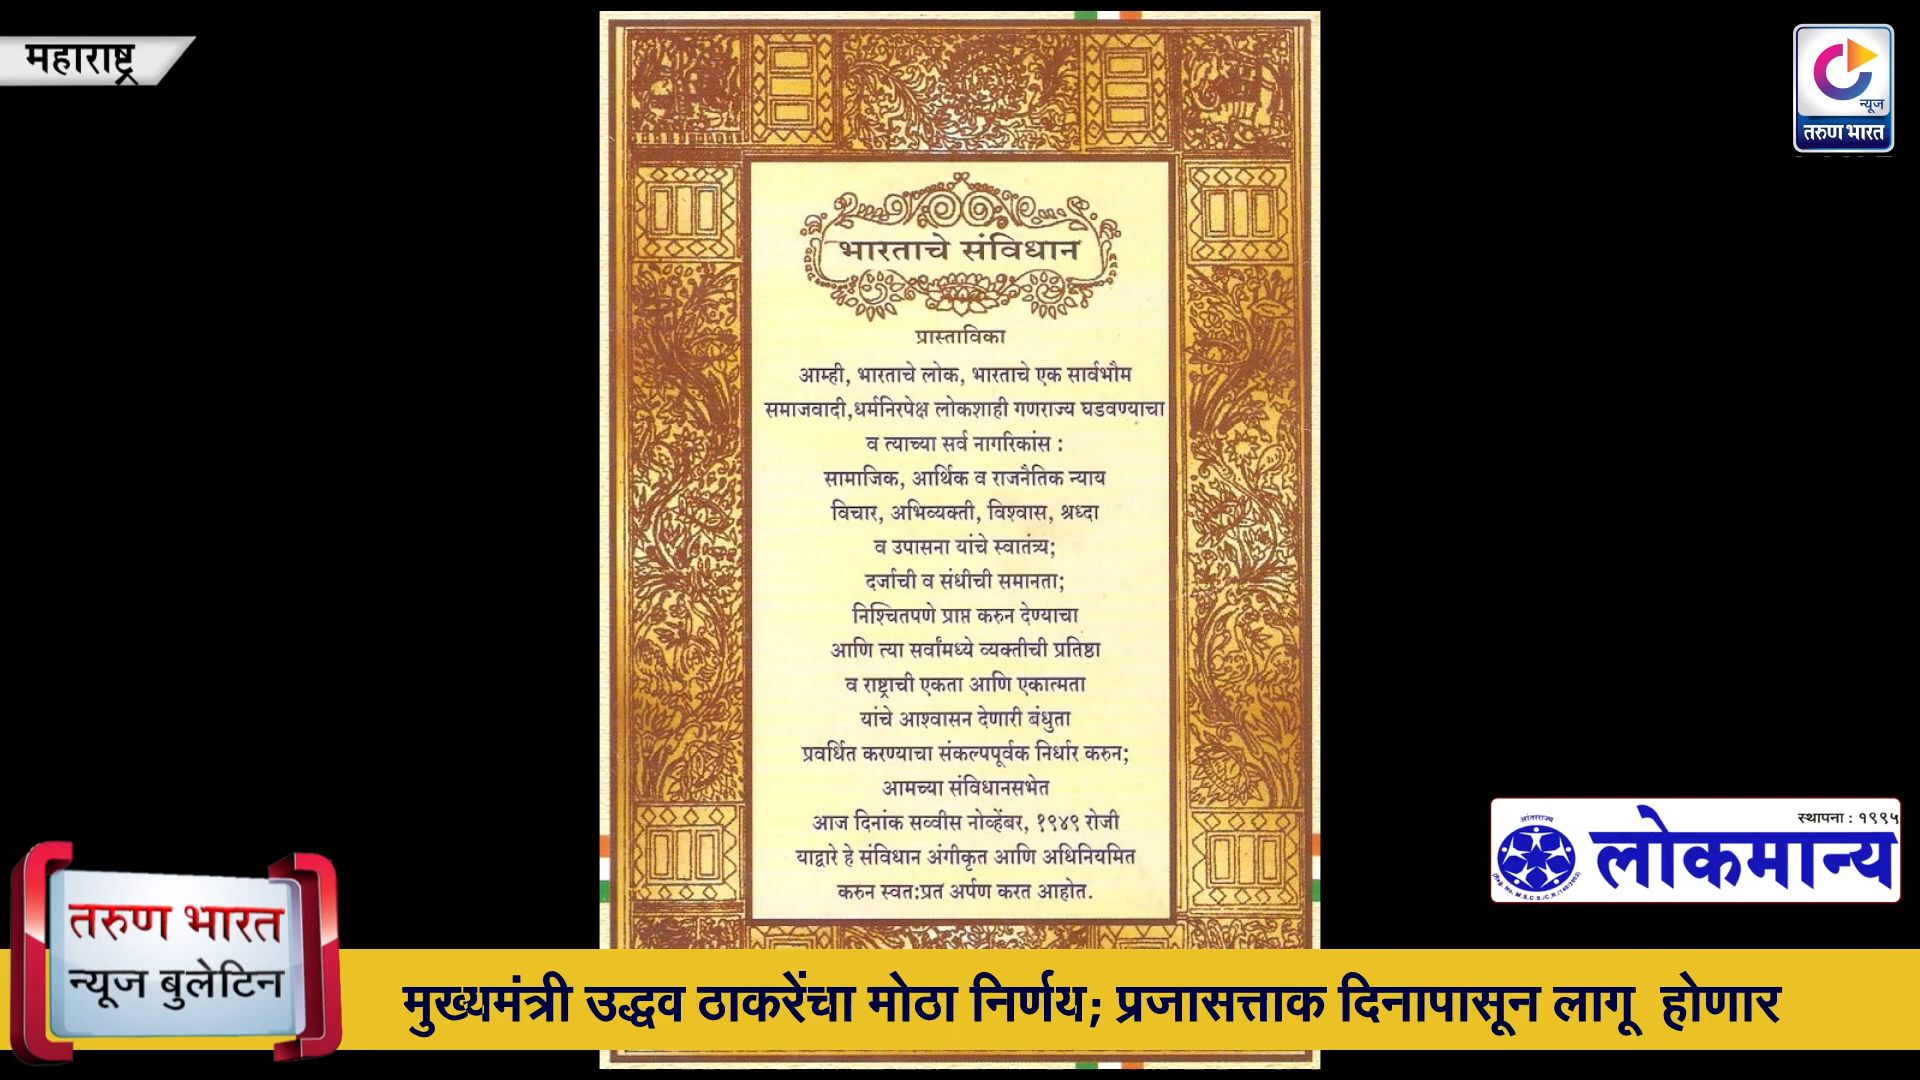 महाराष्ट्र
न्यूज
तरुण भारत
भारताचे संविधान
प्रास्ताविका
आम्ही, भारताचे लोक, भारताचे एक सार्वभौम
समाजवादी,धर्मनिरपेक्ष लोकशाही गणराज्य घडवण्याचा
व त्याच्या सर्व नागरिकांस :
सामाजिक, आर्थिक व राजनैतिक न्याय
विचार, अभिव्यक्ती, विश्वास, श्रध्दा
व उपासना यांचे स्वातंत्र्य;
दर्जाची व संधीची समानता;
निश्चितपणे प्राप्त करुन देण्याचा
आणि त्या सर्वांमध्ये व्यक्तीची प्रतिष्ठा
व राष्ट्राची एकता आणि एकात्मता
यांचे आश्वासन देणारी बंधुता
प्रवर्धित करण्याचा संकल्पपूर्वक निर्धार करुन;
आमच्या संविधानसभेत
आज दिनांक सव्वीस नोव्हेंबर, १९४९ रोजी
याद्वारे हे संविधान अंगीकृत आणि अधिनियमित
करुन स्वत:प्रत अर्पण करत आहोत.
स्थापना : १९९५
आंतरराज्य
लोकमान्य
तरुण भारत
न्यूज बुलेटिन
मुख्यमंत्री उद्धव ठाकरेंचा मोठा निर्णय; प्रजासत्ताक दिनापासून लागू होणार